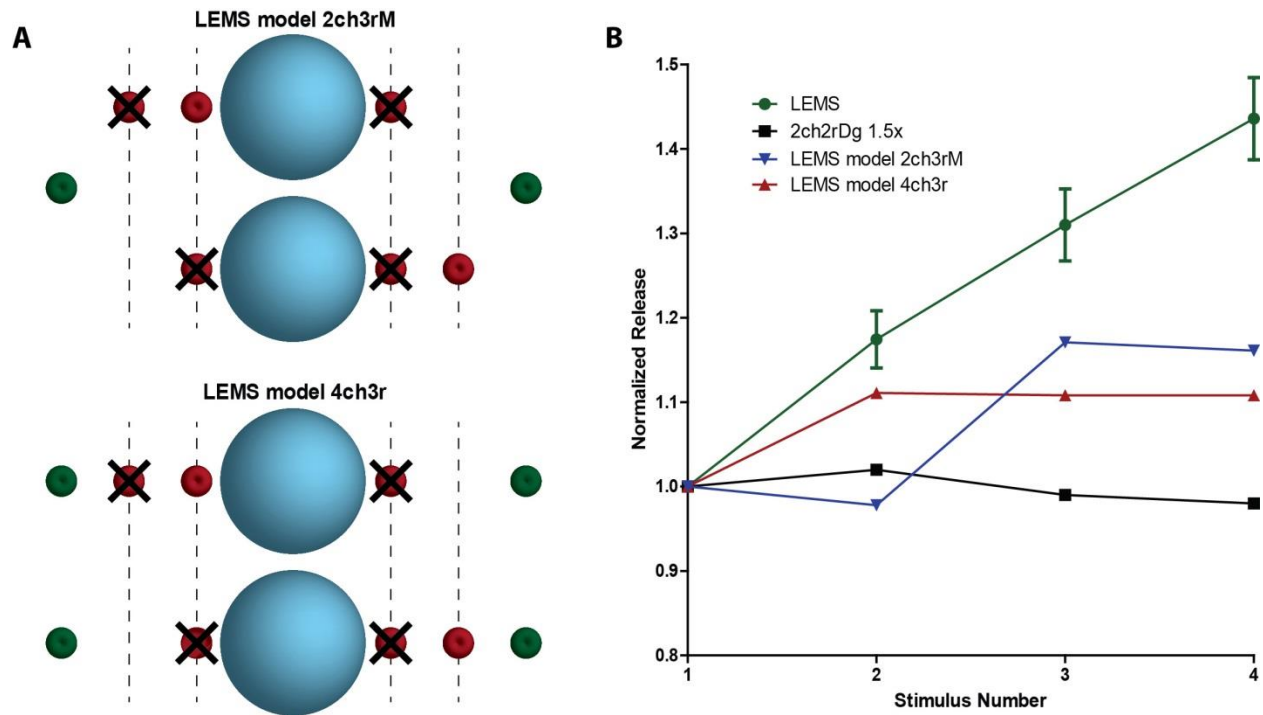 A
LEMS model 2ch3rM
LEMS model 4ch3r
B
1.5
1.4
1.3
1.2
1.1
1.0
0.9
0.8
Normalized Release
LEMS
2ch2rDg 1.5x
LEMS model 2ch3rM
LEMS model 4ch3r
1 2 3 4
Stimulus Number